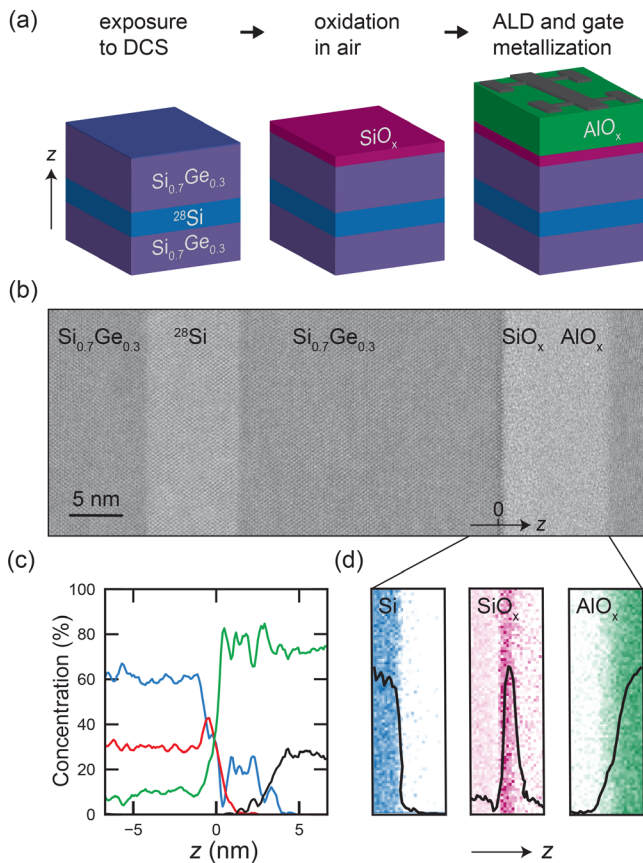 (a)
exposure
to DCS
oxidation
in air
ALD and gate
metallization
z
Si₀.₇Ge₀.₃
²⁸Si
Si₀.₇Ge₀.₃
SiOₓ
AlOₓ
(b)
Si₀.₇Ge₀.₃ ²⁸Si Si₀.₇Ge₀.₃ SiOₓ AlOₓ
5 nm
0
z
(c)
Concentration (%)
100
80
60
40
20
0
−5 0 5
z (nm)
(d)
Si SiOₓ AlOₓ
z